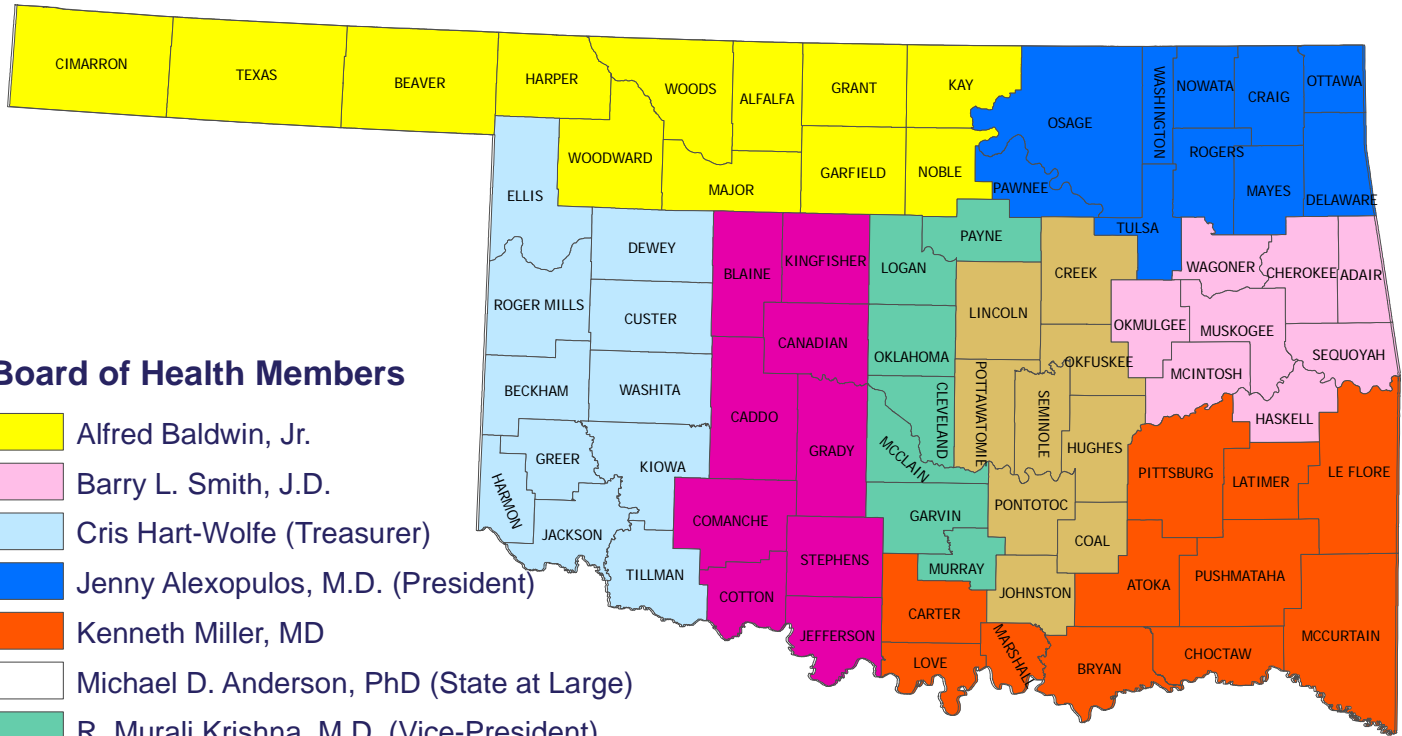 CIMARRON
TEXAS
BEAVER
HARPER
WOODS
ALFALFA
GRANT
KAY
WOODWARD
MAJOR
GARFIELD
NOBLE
OSAGE
WASHINGTON
NOWATA
CRAIG
OTTAWA
ROGERS
MAYES
DELAWARE
PAWNEE
TULSA
ELLIS
DEWEY
BLAINE
KINGFISHER
LOGAN
PAYNE
CREEK
WAGONER
CHEROKEE
ADAIR
ROGER MILLS
CUSTER
CANADIAN
OKLAHOMA
LINCOLN
OKFUSKEE
OKMULGEE
MUSKOGEE
SEQUOYAH
MCINTOSH
HASKELL
BECKHAM
WASHITA
CADDO
GRADY
CLEVELAND
MCCLAIN
POTTAWATOMIE
SEMINOLE
HUGHES
PITTSBURG
LATIMER
LE FLORE
GREER
KIOWA
HARMON
JACKSON
TILLMAN
COMANCHE
COTTON
STEPHENS
JEFFERSON
GARVIN
MURRAY
PONTOTOC
COAL
JOHNSTON
ATOKA
PUSHMATAHA
MCCURTAIN
CARTER
LOVE
MARSHALL
BRYAN
CHOCTAW
Board of Health Members
Alfred Baldwin, Jr.
Barry L. Smith, J.D.
Cris Hart-Wolfe (Treasurer)
Jenny Alexopulos, M.D. (President)
Kenneth Miller, MD
Michael D. Anderson, PhD (State at Large)
R. Murali Krishna, M.D. (Vice-President)